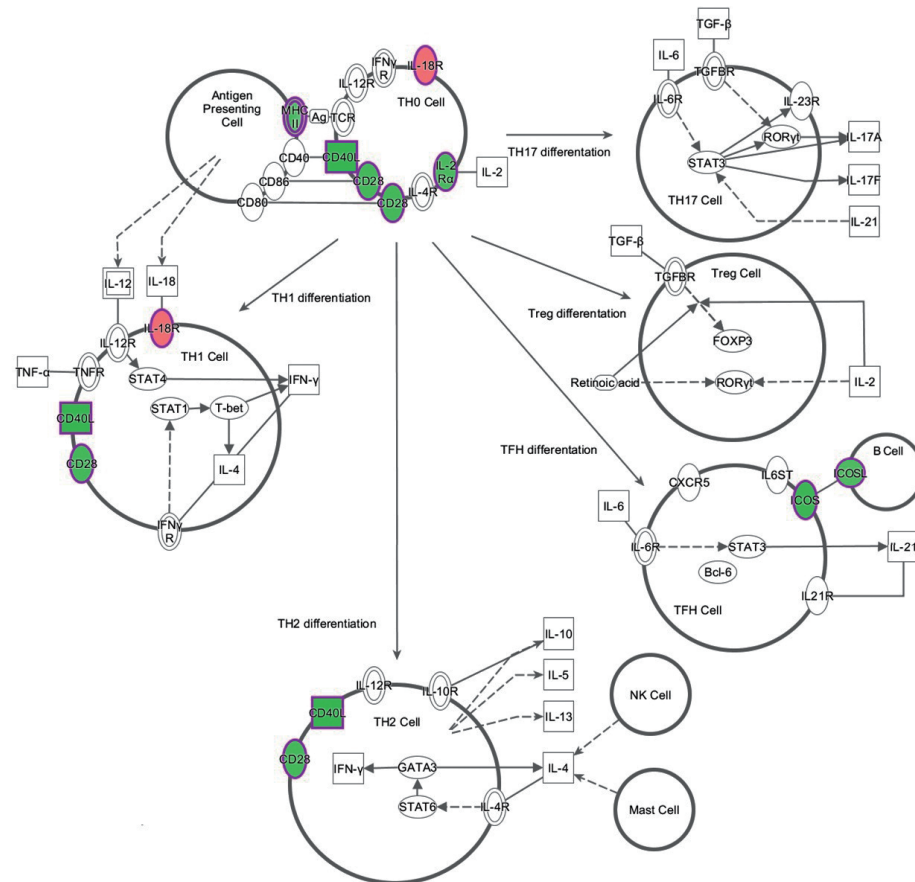 TGF-β
IL-6
TGFBR
IL-6R
IL-23R
RORγt
IL-17A
STAT3
IL-17F
TH17 Cell
IL-21
TH17 differentation
Antigen
Presenting
Cell
MHC
II
Ag
TCR
IL-12R
IFNγ
R
IL-18R
TH0 Cell
CD40
CD40L
CD86
CD28
CD80
CD28
IL-4R
IL-2
Rα
IL-2
TH1 differentiation
IL-12
IL-18
IL-12R
IL-18R
TH1 Cell
TNF-α
TNFR
STAT4
IFN-γ
STAT1
T-bet
CD40L
CD28
IL-4
IFNγ
R
Treg differentation
TGF-β
TGFBR
Treg Cell
FOXP3
Retinoic acid
RORγt
IL-2
TFH differentation
CXCR5
IL6ST
ICOS
ICOSL
B Cell
IL-6
IL-6R
STAT3
IL-21
Bcl-6
IL21R
TFH Cell
TH2 differentiation
IL-12R
IL-10R
IL-10
IL-5
IL-13
CD40L
TH2 Cell
CD28
IFN-γ
GATA3
IL-4
STAT6
IL-4R
NK Cell
Mast Cell